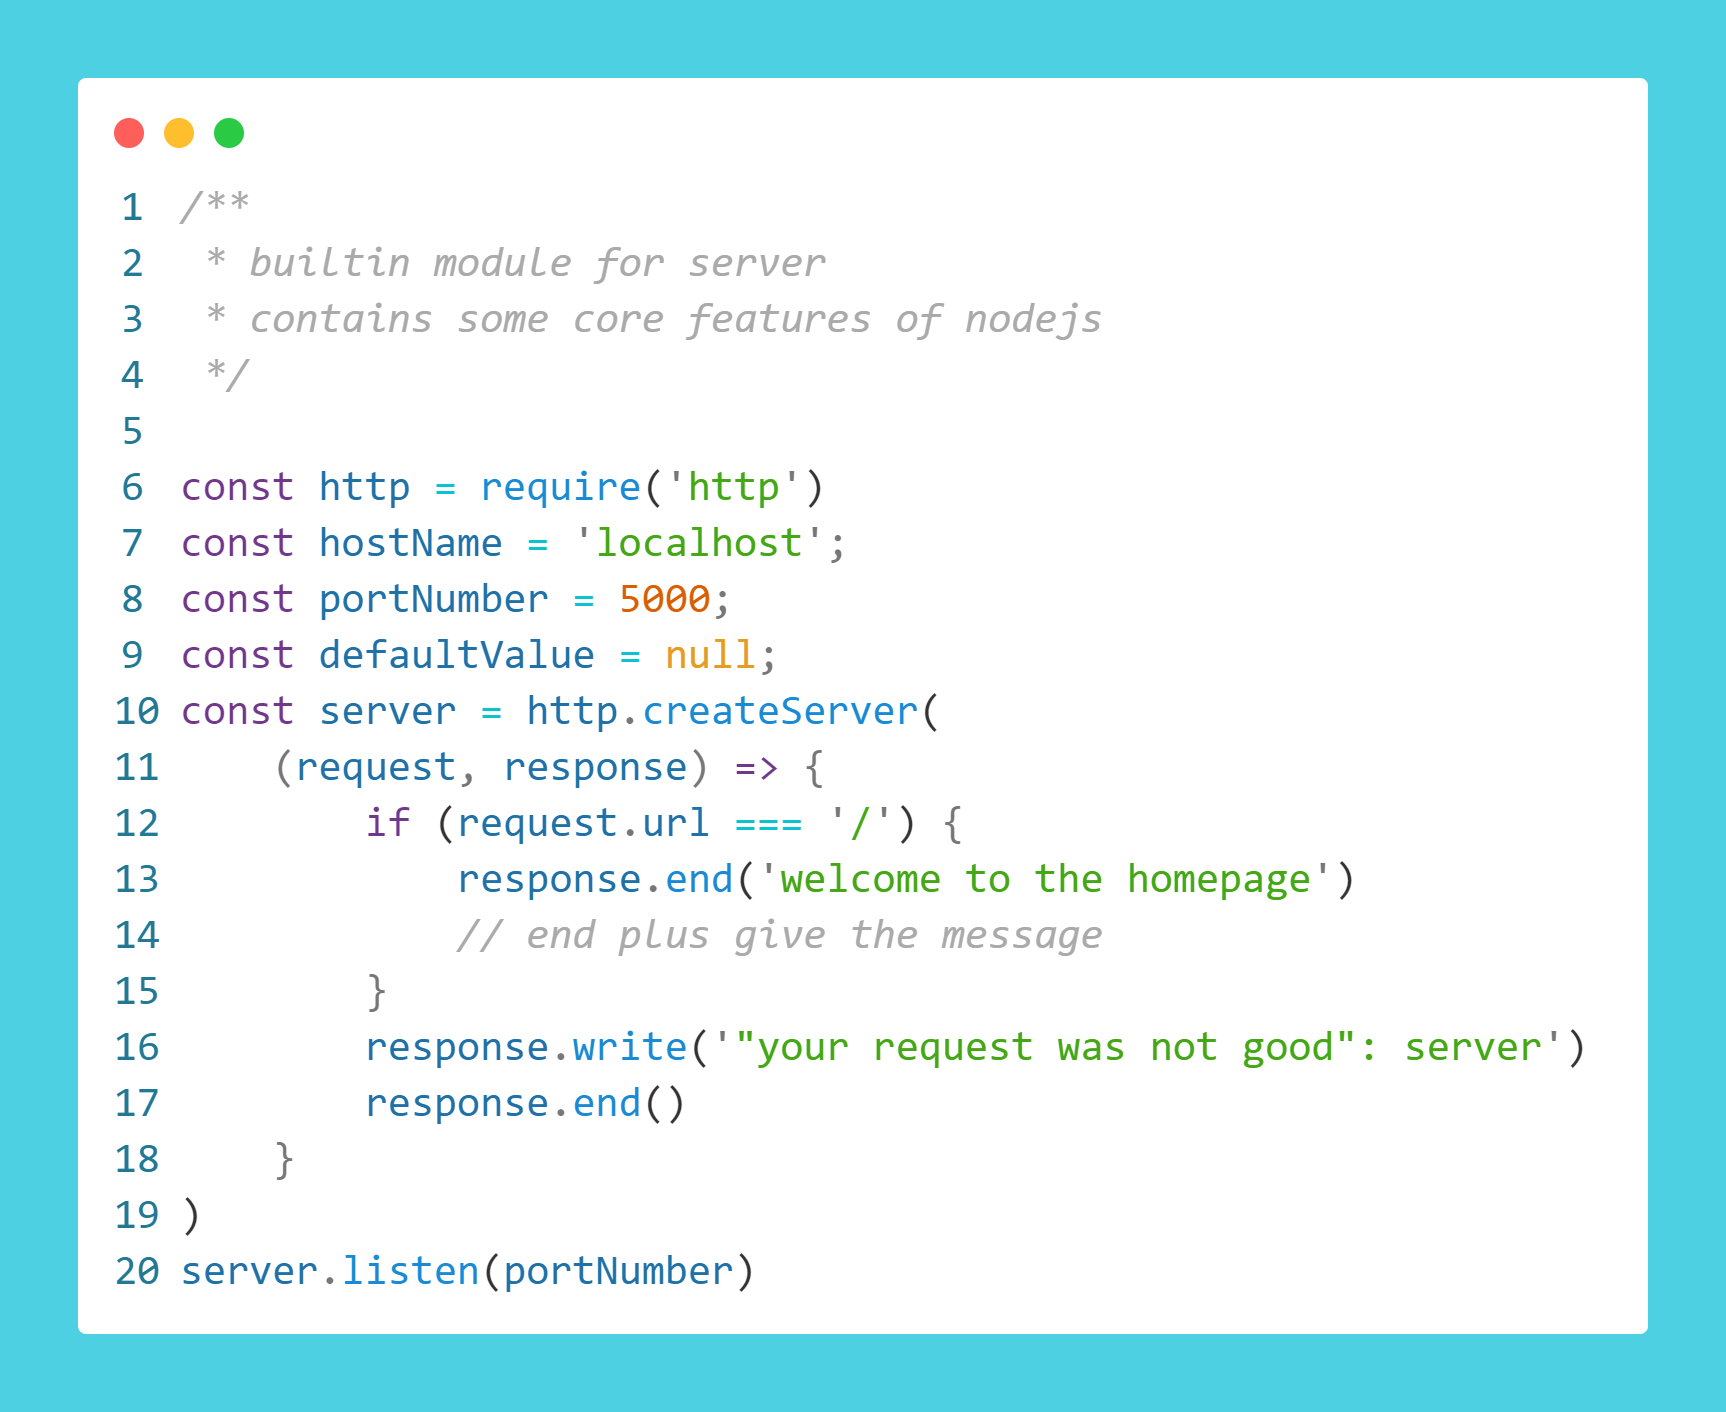 1 /**
2  * builtin module for server
3  * contains some core features of nodejs
4  */
5
6 const http = require('http')
7 const hostName = 'localhost';
8 const portNumber = 5000;
9 const defaultValue = null;
10 const server = http.createServer(
11     (request, response) => {
12         if (request.url === '/') {
13             response.end('welcome to the homepage')
14             // end plus give the message
15         }
16         response.write('"your request was not good": server')
17         response.end()
18     }
19 )
20 server.listen(portNumber)